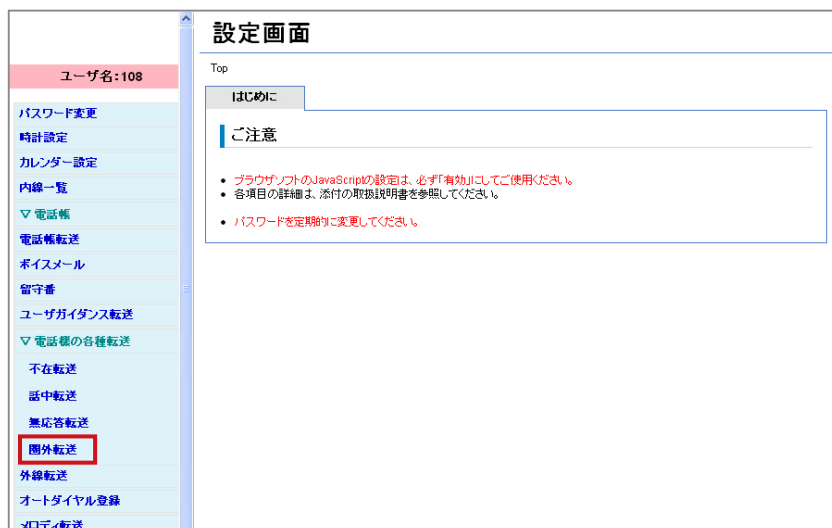 設定画面
ユーザ名:108
Top
はじめに
ご注意
ブラウザソフトのJavaScriptの設定は、必ず「有効」にしてご使用ください。
各項目の詳細は、添付の取扱説明書を参照してください。
パスワードを定期的に変更してください。
パスワード変更
時計設定
カレンダー設定
内線一覧
▽ 電話帳
電話帳転送
ボイスメール
留守番
ユーザガイダンス転送
▽ 電話機の各種転送
不在転送
話中転送
無応答転送
圏外転送
外線転送
オートダイヤル登録
メロディ転送